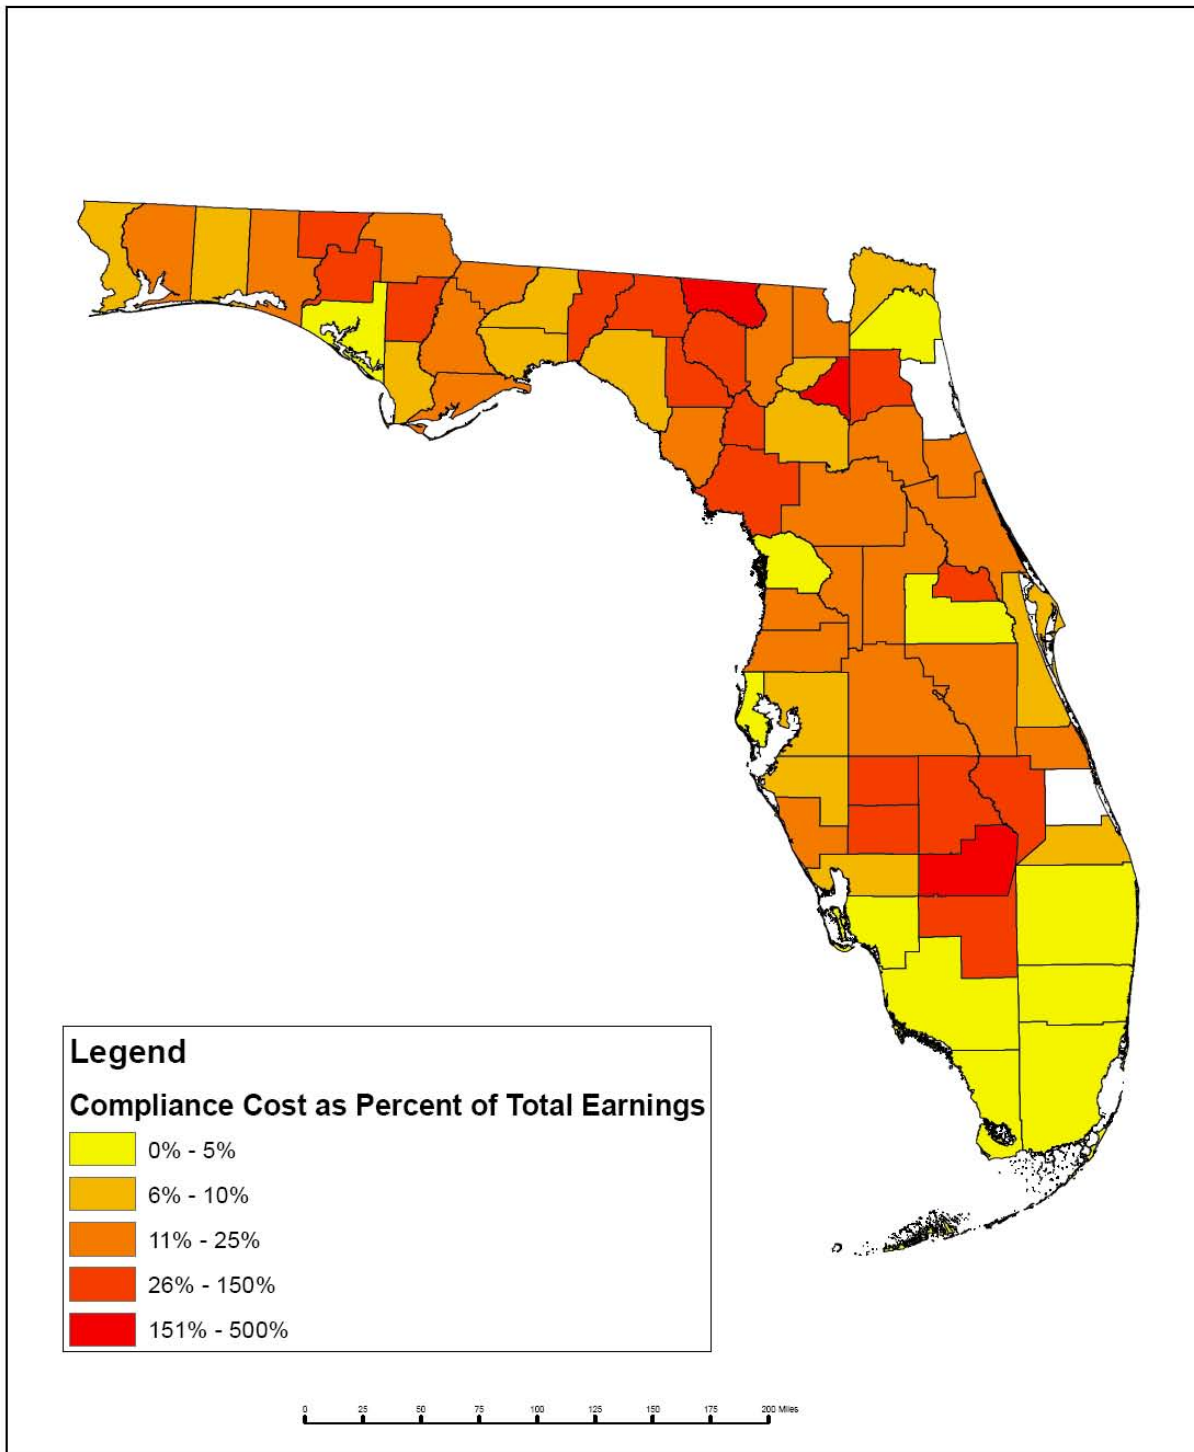 Legend
Compliance Cost as Percent of Total Earnings
0% - 5%
6% - 10%
11% - 25%
26% - 150%
151% - 500%
0 25 50 75 100 125 150 175 200 Miles